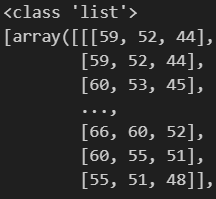 <class 'list'>
[array([[[59, 52, 44],
[59, 52, 44],
[60, 53, 45],
...,
[66, 60, 52],
[60, 55, 51],
[55, 51, 48]],